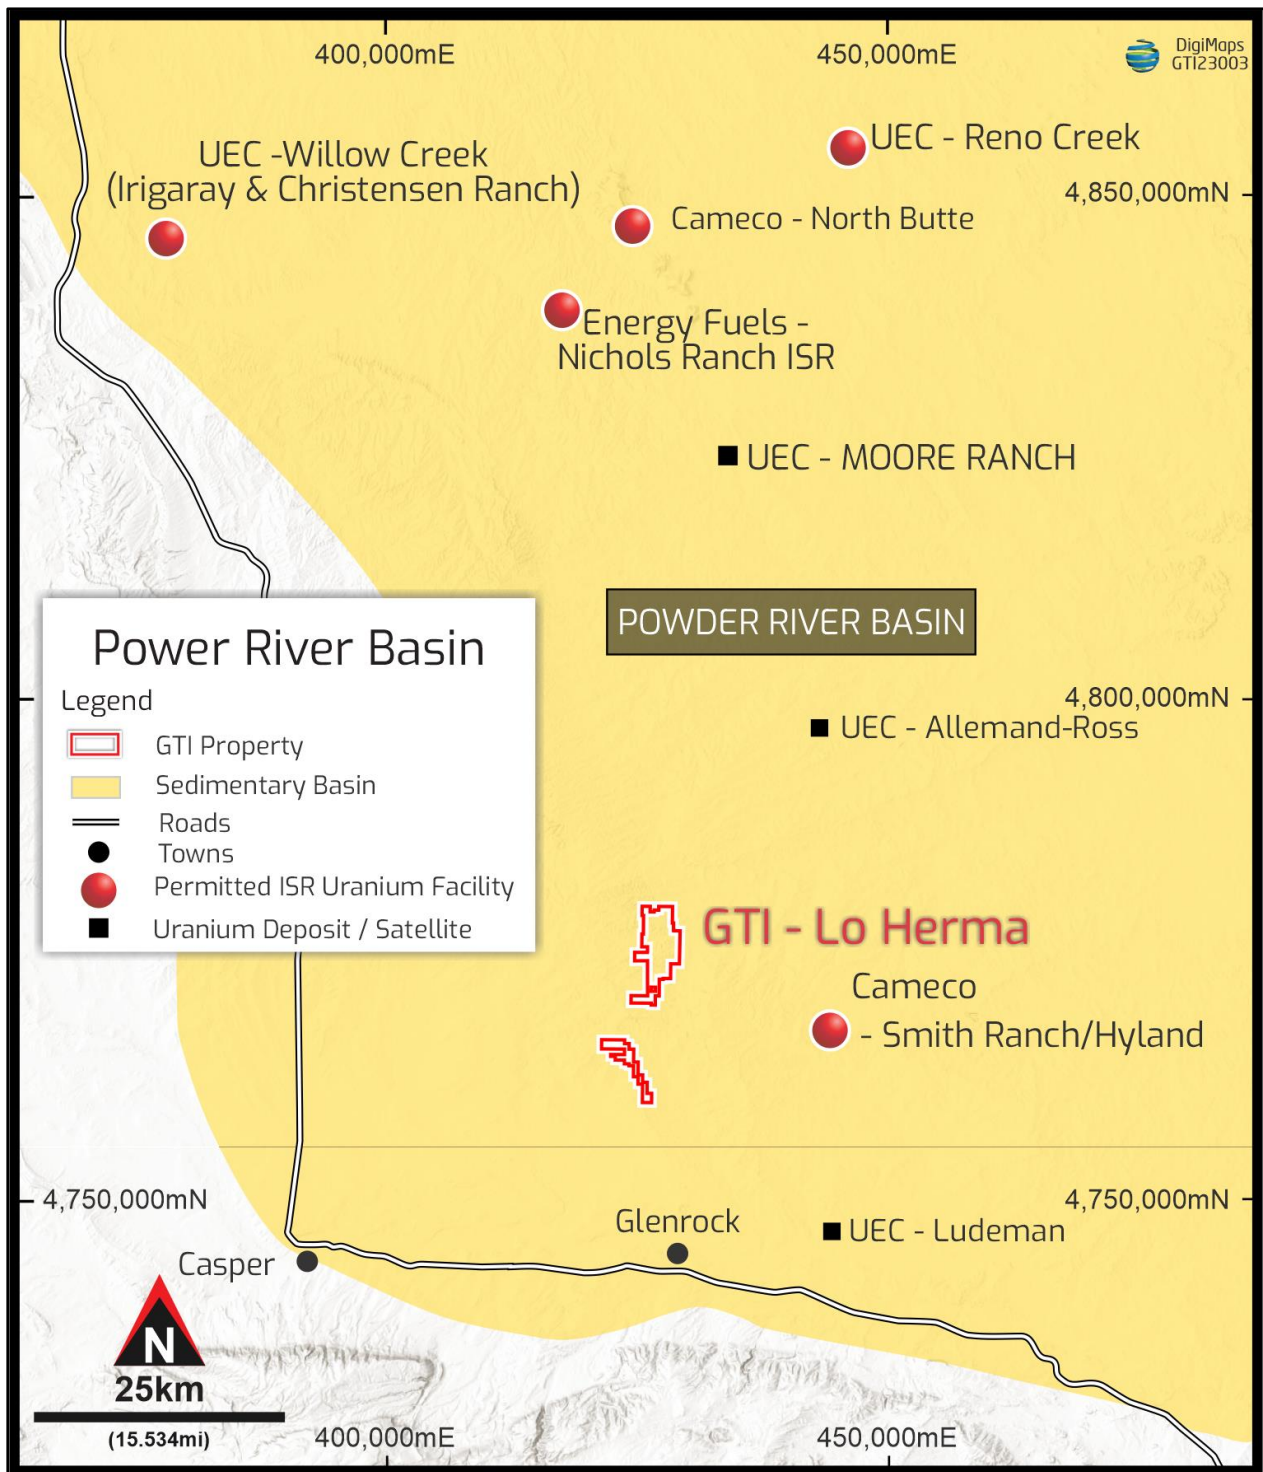 400,000mE
450,000mE
DigiMaps
GTI23003
UEC - Reno Creek
UEC -Willow Creek
(Irigaray & Christensen Ranch)
4,850,000mN
Cameco - North Butte
Energy Fuels -
Nichols Ranch ISR
UEC - MOORE RANCH
POWDER RIVER BASIN
Power River Basin
Legend
GTI Property
Sedimentary Basin
Roads
Towns
Permitted ISR Uranium Facility
Uranium Deposit / Satellite
4,800,000mN
UEC - Allemand-Ross
GTI - Lo Herma
Cameco
- Smith Ranch/Hyland
4,750,000mN
4,750,000mN
Glenrock
UEC - Ludeman
Casper
N
25km
(15.534mi)
400,000mE
450,000mE